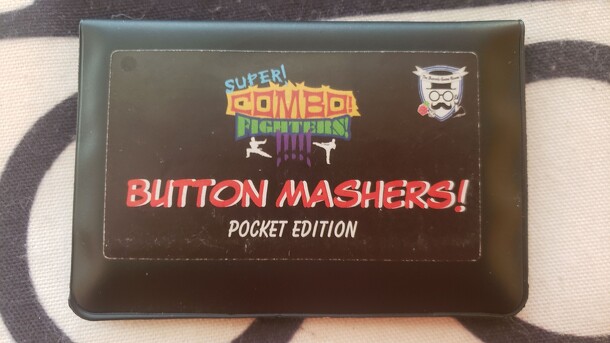 SUPER!
COMBO!
FIGHTERS!
!!!!!
BUTTON MASHERS!
POCKET EDITION